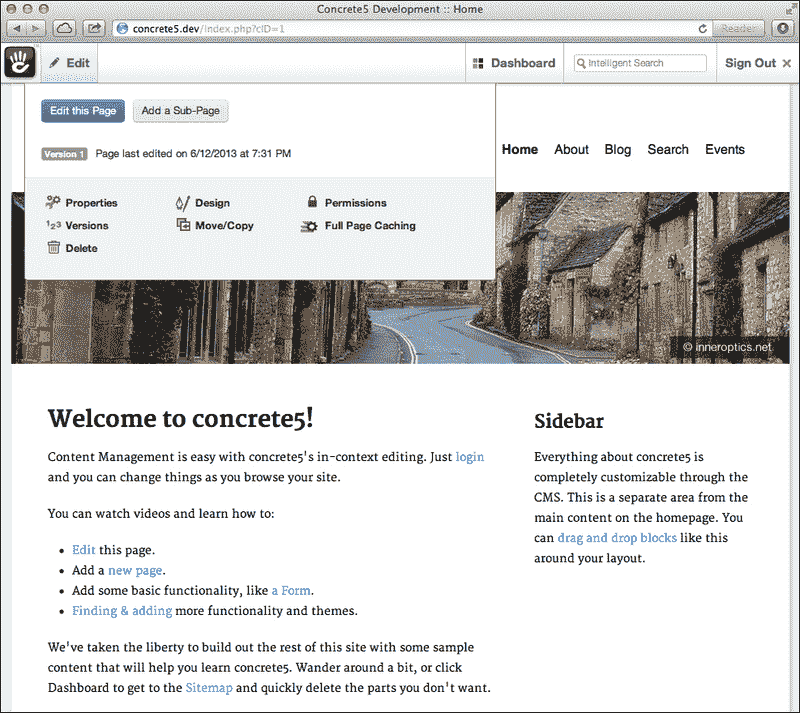 Concrete5 Development :: Home
concrete5.dev/index.php?cID=1
Reader
Edit
Dashboard
Intelligent Search
Sign Out
Edit this Page
Add a Sub-Page
Version 1
Page last edited on 6/12/2013 at 7:31 PM
Home
About
Blog
Search
Events
Properties
Design
Permissions
123
Versions
Move/Copy
Full Page Caching
Delete
© inneroptics.net
Welcome to concrete5!
Content Management is easy with concrete5's in-context editing. Just login
and you can change things as you browse your site.
You can watch videos and learn how to:
• Edit this page.
• Add a new page.
• Add some basic functionality, like a Form.
• Finding & adding more functionality and themes.
We've taken the liberty to build out the rest of this site with some sample
content that will help you learn concrete5. Wander around a bit, or click
Dashboard to get to the Sitemap and quickly delete the parts you don't want.
Sidebar
Everything about concrete5 is
completely customizable through the
CMS. This is a separate area from the
main content on the homepage. You
can drag and drop blocks like this
around your layout.